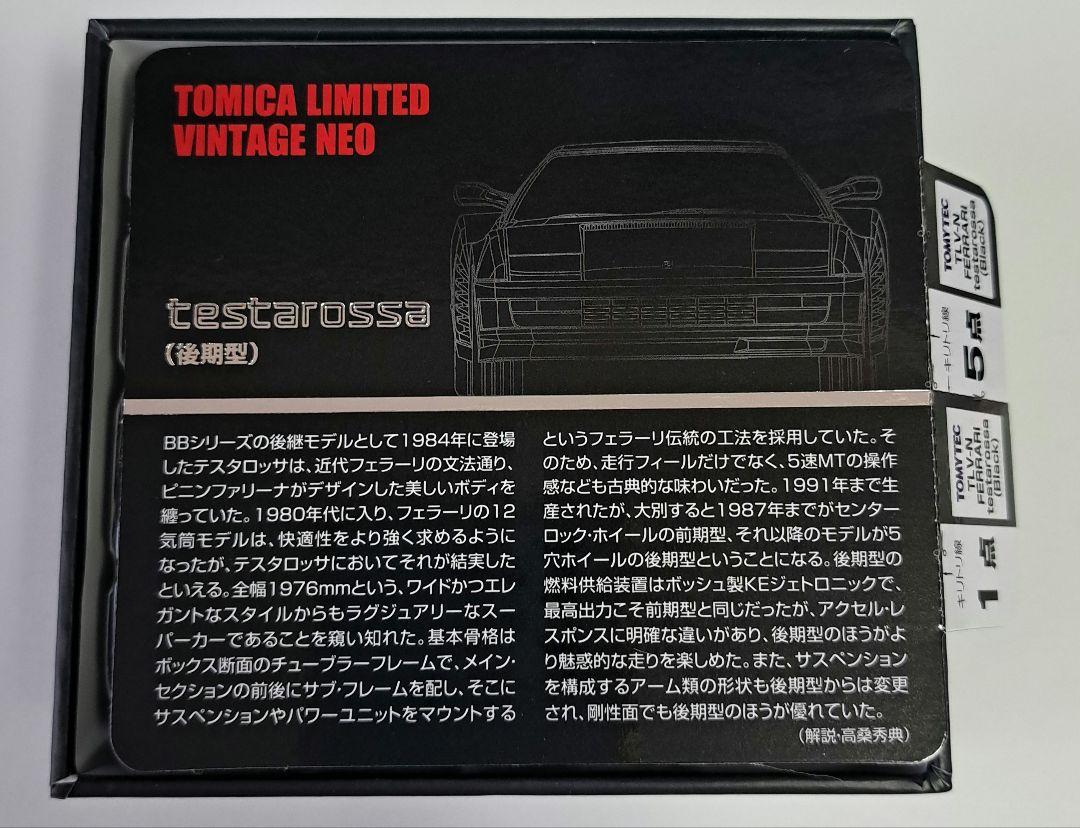 TOMICA LIMITED
VINTAGE NEO
testarossa
(後期型)
BBシリーズの後継モデルとして1984年に登場
したテスタロッサは、近代フェラーリの文法通り、
ピニンファリーナがデザインした美しいボディを
纏っていた。1980年代に入り、フェラーリの12
気筒モデルは、快適性をより強く求めるように
なったが、テスタロッサにおいてそれが結実した
といえる。全幅1976mmという、ワイドかつエレ
ガントなスタイルからもラグジュアリーなスー
パーカーであることを窺い知れた。基本骨格は
ボックス断面のチューブラーフレームで、メイン・
セクションの前後にサブ・フレームを配し、そこに
サスペンションやパワーユニットをマウントする
というフェラーリ伝統の工法を採用していた。そ
のため、走行フィールだけでなく、5速MTの操作
感なども古典的な味わいだった。1991年まで生
産されたが、大別すると1987年までがセンター
ロック・ホイールの前期型、それ以降のモデルが5
穴ホイールの後期型ということになる。後期型の
燃料供給装置はボッシュ製KEジェトロニックで、
最高出力こそ前期型と同じだったが、アクセル・レ
スポンスに明確な違いがあり、後期型のほうがよ
り魅惑的な走りを楽しめた。また、サスペンション
を構成するアーム類の形状も後期型からは変更
され、剛性面でも後期型のほうが優れていた。
(解説・高桑秀典)
TOMYTEC
TLV-N
FERRARI
testarossa
(Black)
キリトリ線
5点
TOMYTEC
TLV-N
FERRARI
testarossa
(Black)
キリトリ線
1点